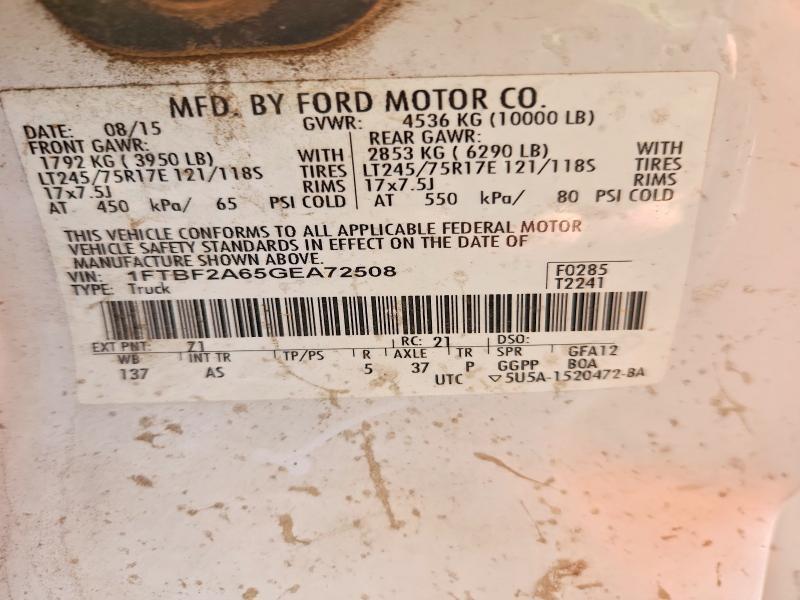 MFD. BY FORD MOTOR CO.
DATE: 08/15 GVWR: 4536 KG (10000 LB)
FRONT GAWR: REAR GAWR:
1792 KG ( 3950 LB) WITH 2853 KG ( 6290 LB) WITH
LT245/75R17E 121/118S TIRES LT245/75R17E 121/118S TIRES
17x7.5J RIMS 17x7.5J RIMS
AT 450 kPa/ 65 PSI COLD AT 550 kPa/ 80 PSI COLD
THIS VEHICLE CONFORMS TO ALL APPLICABLE FEDERAL MOTOR
VEHICLE SAFETY STANDARDS IN EFFECT ON THE DATE OF
MANUFACTURE SHOWN ABOVE.
VIN: 1FTBF2A65GEA72508 F0285
TYPE: Truck T2241
EXT PNT: Z1 RC: 21 DSO:
WB INT TR TP/PS R AXLE TR SPR GFA12
137 AS 5 37 P GGPP BOA
UTC ▽5U5A-1520472-BA